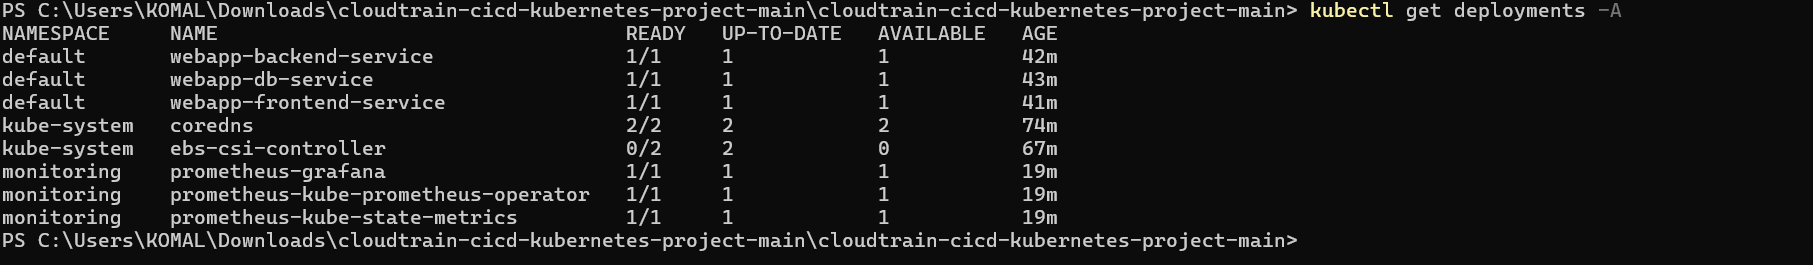 PS C:\Users\KOMAL\Downloads\cloudtrain-cicd-kubernetes-project-main\cloudtrain-cicd-kubernetes-project-main> kubectl get deployments -A
NAMESPACE     NAME                                  READY   UP-TO-DATE   AVAILABLE   AGE
default       webapp-backend-service                1/1     1            1           42m
default       webapp-db-service                     1/1     1            1           43m
default       webapp-frontend-service               1/1     1            1           41m
kube-system   coredns                               2/2     2            2           74m
kube-system   ebs-csi-controller                    0/2     2            0           67m
monitoring    prometheus-grafana                    1/1     1            1           19m
monitoring    prometheus-kube-prometheus-operator   1/1     1            1           19m
monitoring    prometheus-kube-state-metrics         1/1     1            1           19m
PS C:\Users\KOMAL\Downloads\cloudtrain-cicd-kubernetes-project-main\cloudtrain-cicd-kubernetes-project-main>